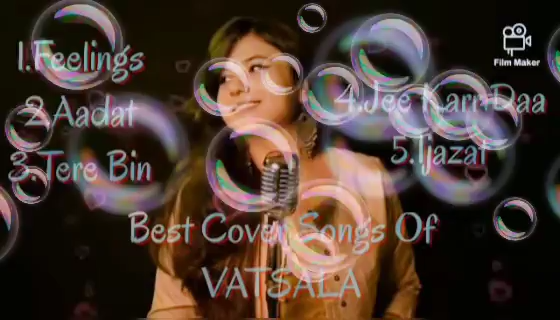 1.Feelings
2.Aadat
3.Tere Bin
4.Jee Karr Daa
5.Ijazat
Best Cover Songs Of
VATSALA
Film Maker